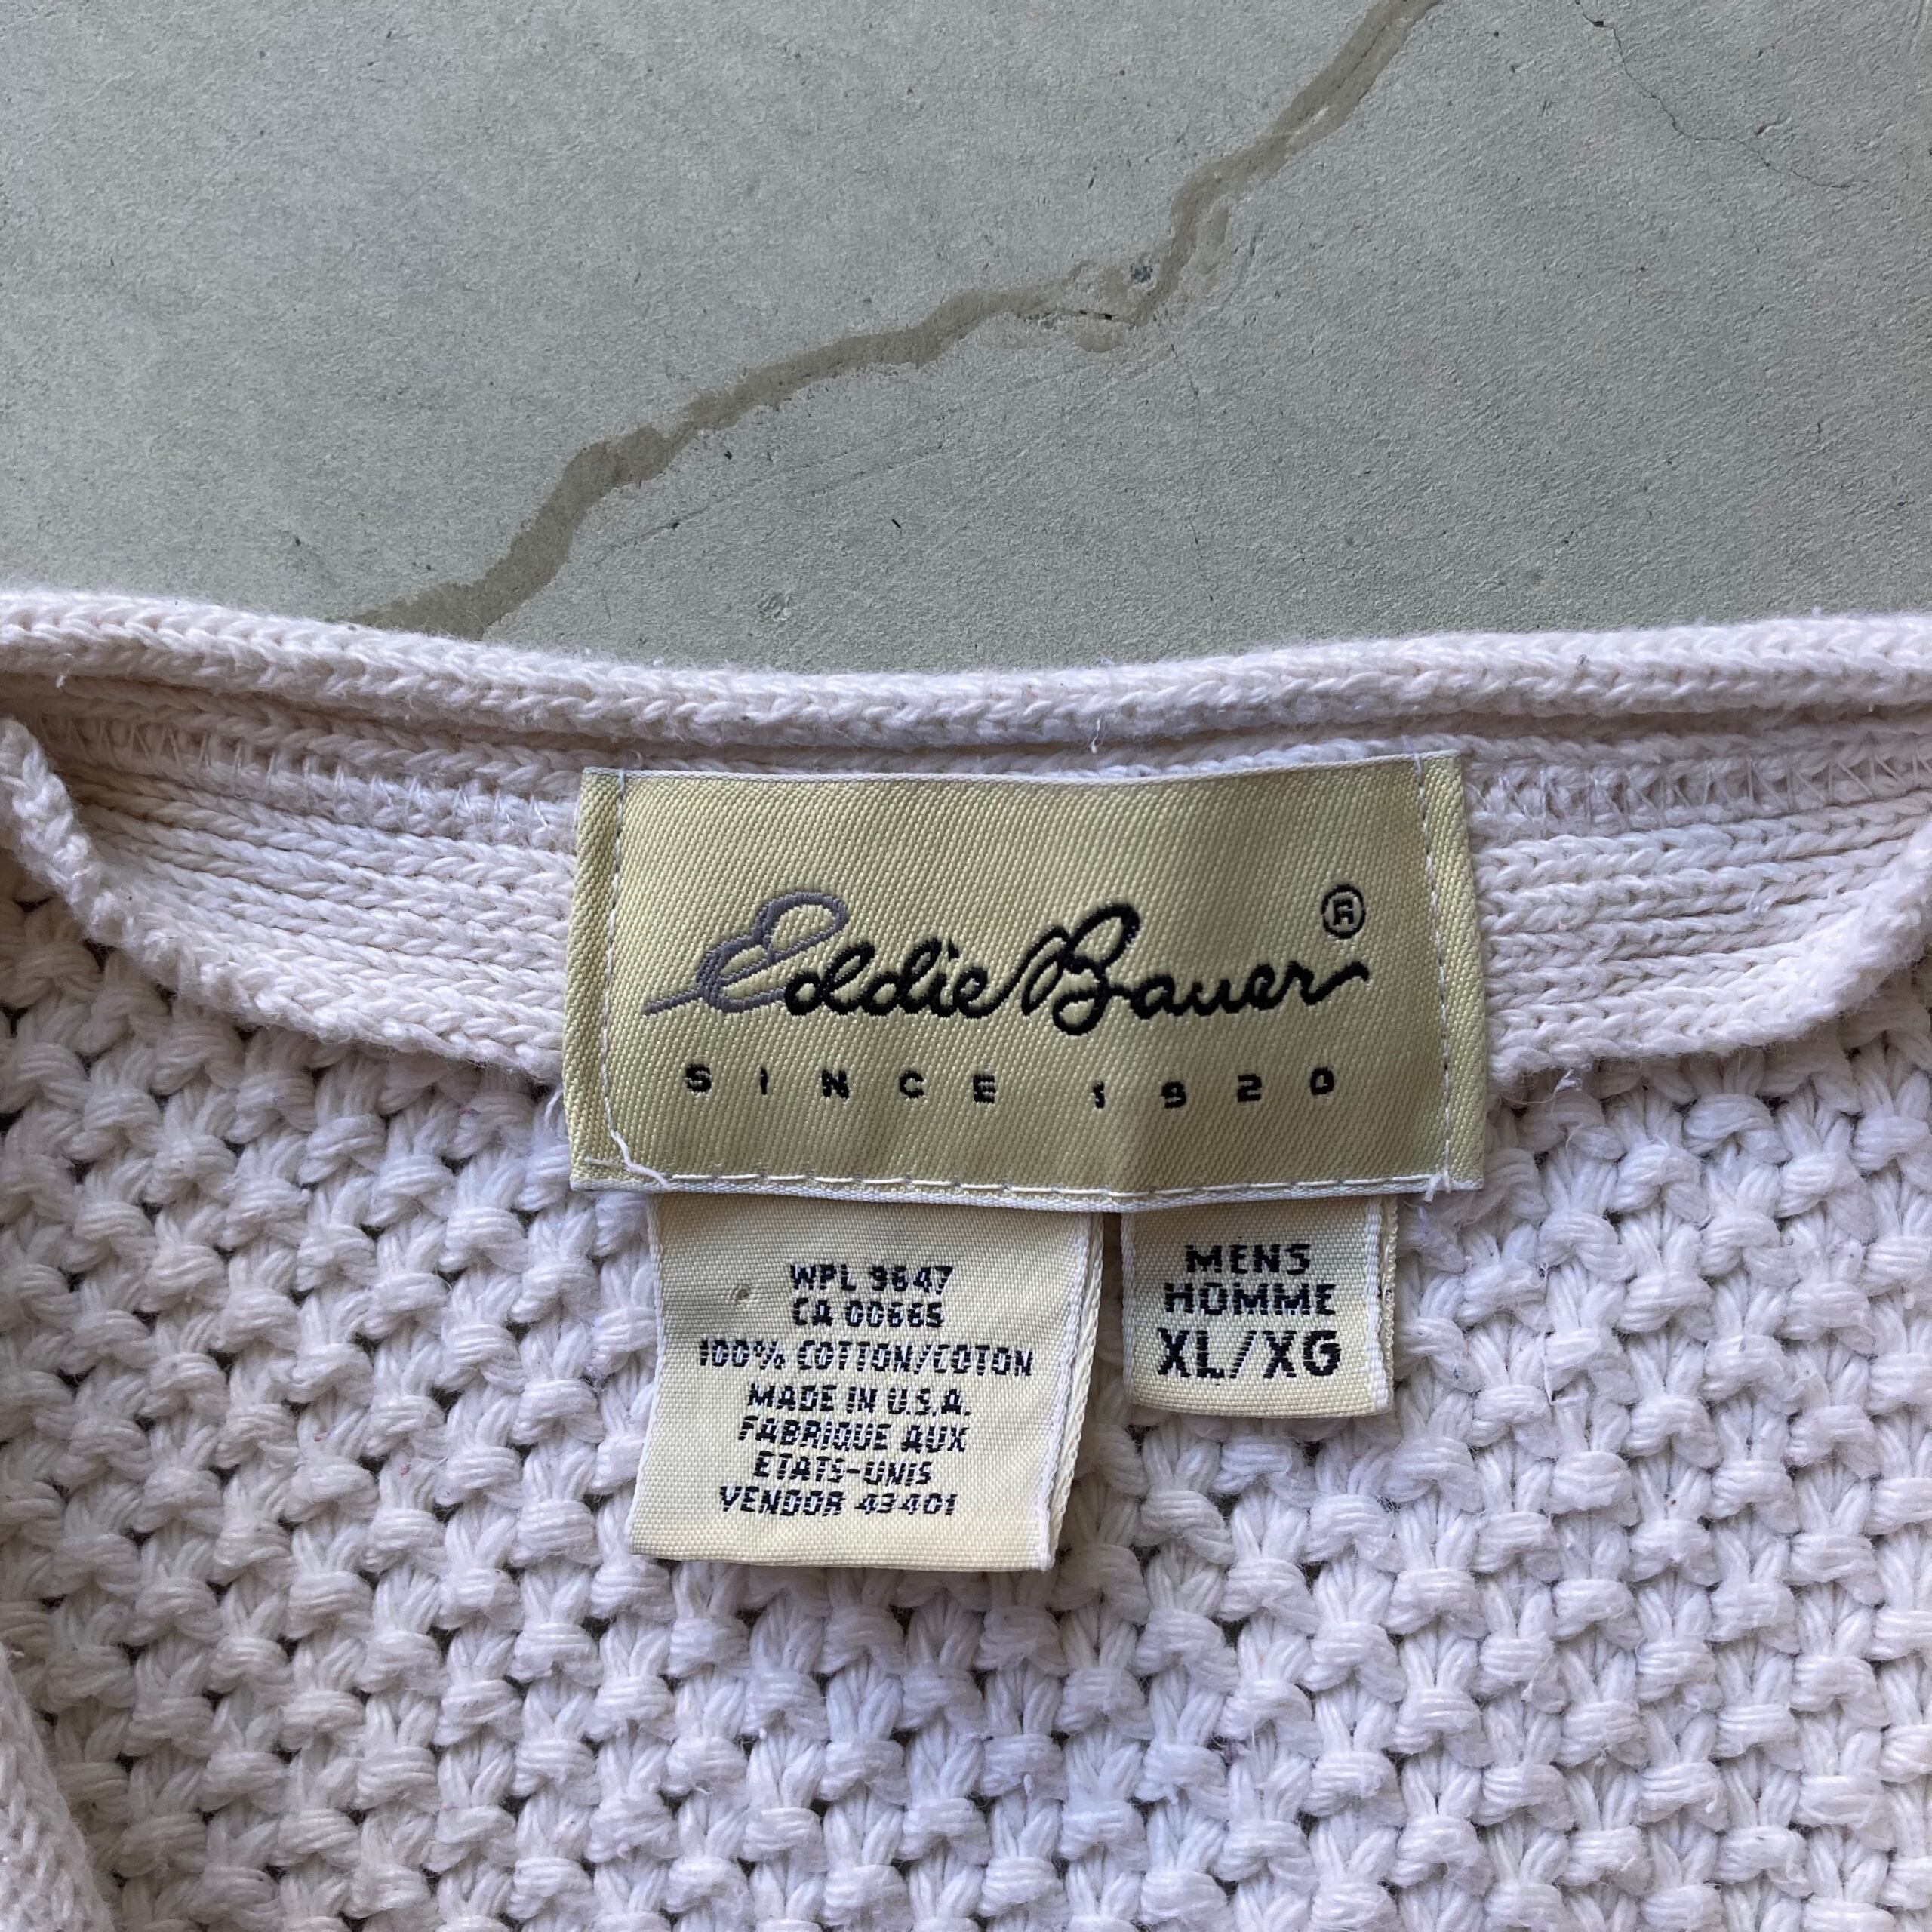 Eddie Bauer ®
SINCE 1920
WPL 9647
CA 00665
100% COTTON/COTON
MADE IN U.S.A.
FABRIQUE AUX
ETATS-UNIS
VENDOR 43401
MENS
HOMME
XL/XG